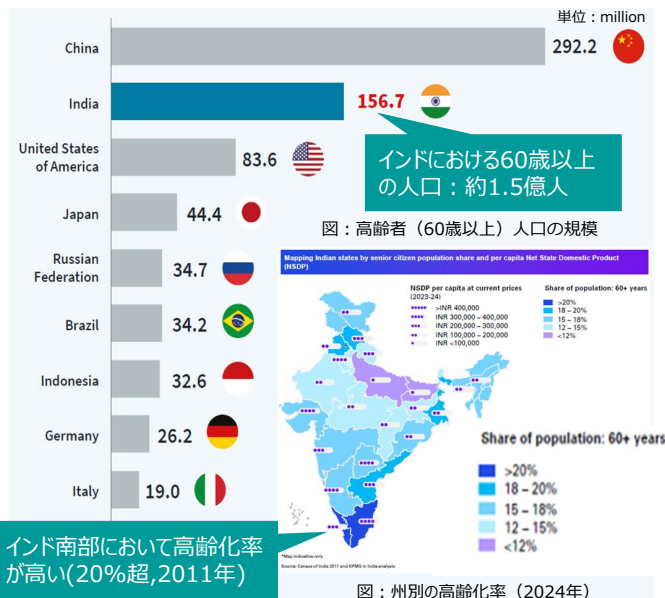 単位：million
China
292.2
India
156.7
United States
of America
83.6
インドにおける60歳以上
の人口：約1.5億人
Japan
44.4
図：高齢者（60歳以上）人口の規模
Russian
Federation
34.7
Brazil
34.2
Indonesia
32.6
Germany
26.2
Italy
19.0
Mapping Indian states by senior citizen population share and per capita Net State Domestic Product
(NSDP)
NSDP per capita at current prices
(2023-24)
>INR 400,000
INR 300,000 – 400,000
INR 200,000 – 300,000
INR 100,000 – 200,000
INR <100,000
Share of population: 60+
>20%
18 – 20%
15 – 18%
12 – 15%
<12%
Share of population: 60+ years
>20%
18 – 20%
15 – 18%
12 – 15%
<12%
インド南部において高齢化率
が高い(20%超,2011年)
*Map indicative only
Source: Census of India 2011 and KPMG in India analysis
図：州別の高齢化率（2024年）